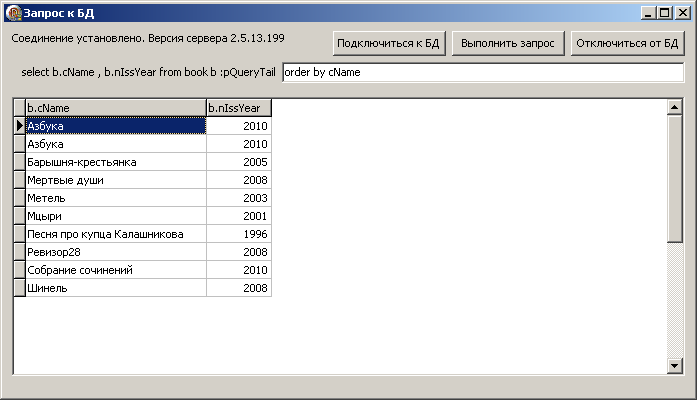 Запрос к БД
Соединение установлено. Версия сервера 2.5.13.199
Подключиться к БД Выполнить запрос Отключиться от БД
select b.cName , b.nIssYear from book b :pQueryTail order by cName
b.cName b.nIssYear
Азбука 2010
Азбука 2010
Барышня-крестьянка 2005
Мертвые души 2008
Метель 2003
Мцыри 2001
Песня про купца Калашникова 1996
Ревизор28 2008
Собрание сочинений 2010
Шинель 2008